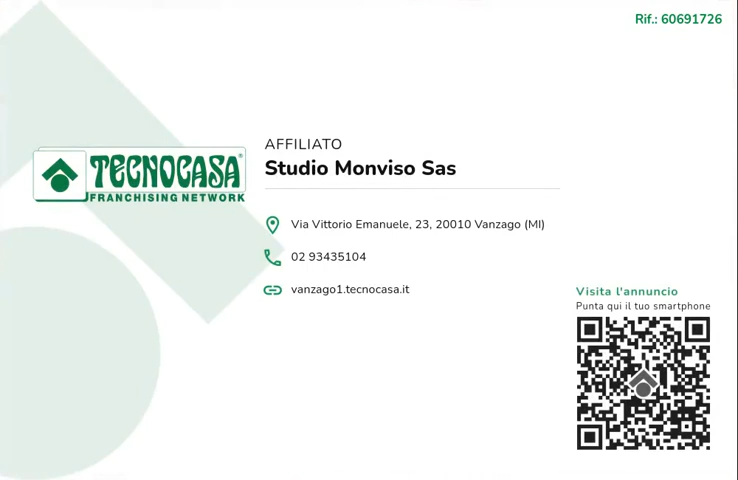 Rif.: 60691726
TECNOCASA®
FRANCHISING NETWORK
AFFILIATO
Studio Monviso Sas
Via Vittorio Emanuele, 23, 20010 Vanzago (MI)
02 93435104
vanzago1.tecnocasa.it
Visita l'annuncio
Punta qui il tuo smartphone